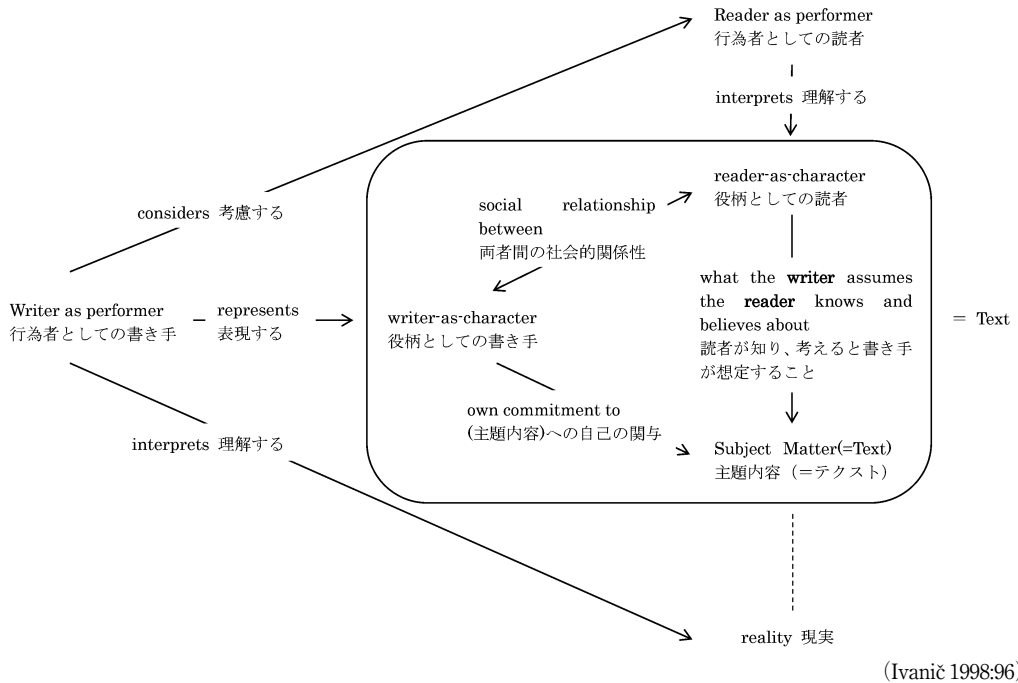 Reader as performer
行為者としての読者
interprets 理解する
reader-as-character
役柄としての読者
social relationship
between
両者間の社会的関係性
considers 考慮する
what the writer assumes
the reader knows and
believes about
読者が知り、考えると書き手
が想定すること
Writer as performer
行為者としての書き手
represents
表現する
writer-as-character
役柄としての書き手
= Text
own commitment to
(主題内容)への自己の関与
interprets 理解する
Subject Matter(=Text)
主題内容（＝テクスト）
reality 現実
(Ivanič 1998:96)